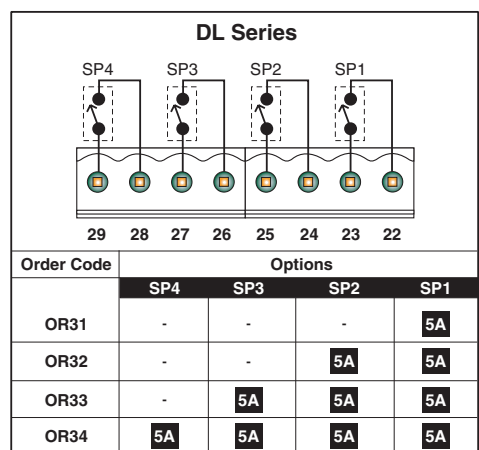 DL Series
SP4 SP3 SP2 SP1
29 28 27 26 25 24 23 22
Order Code Options
SP4 SP3 SP2 SP1
OR31 - - - 5A
OR32 - - 5A 5A
OR33 - 5A 5A 5A
OR34 5A 5A 5A 5A